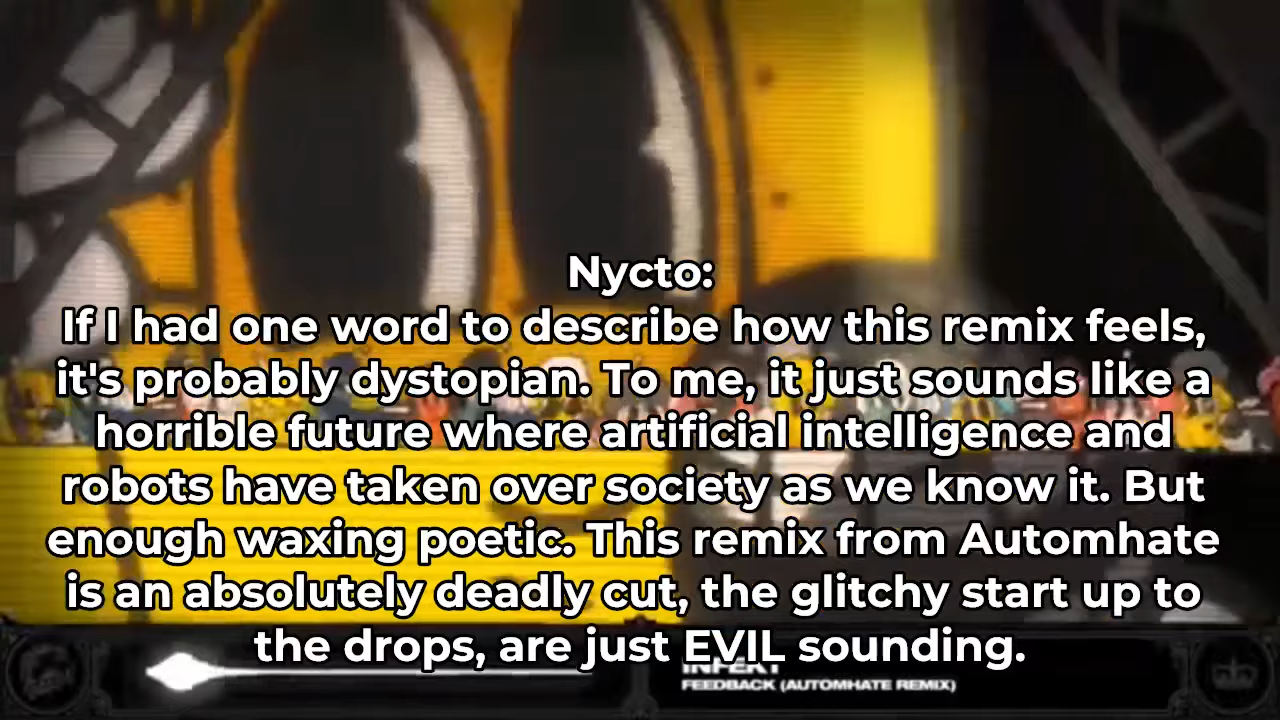 Nycto:
If I had one word to describe how this remix feels,
it's probably dystopian. To me, it just sounds like a
horrible future where artificial intelligence and
robots have taken over society as we know it. But
enough waxing poetic. This remix from Automhate
is an absolutely deadly cut, the glitchy start up to
the drops, are just EVIL sounding.
INFEKT
FEEDBACK (AUTOMHATE REMIX)